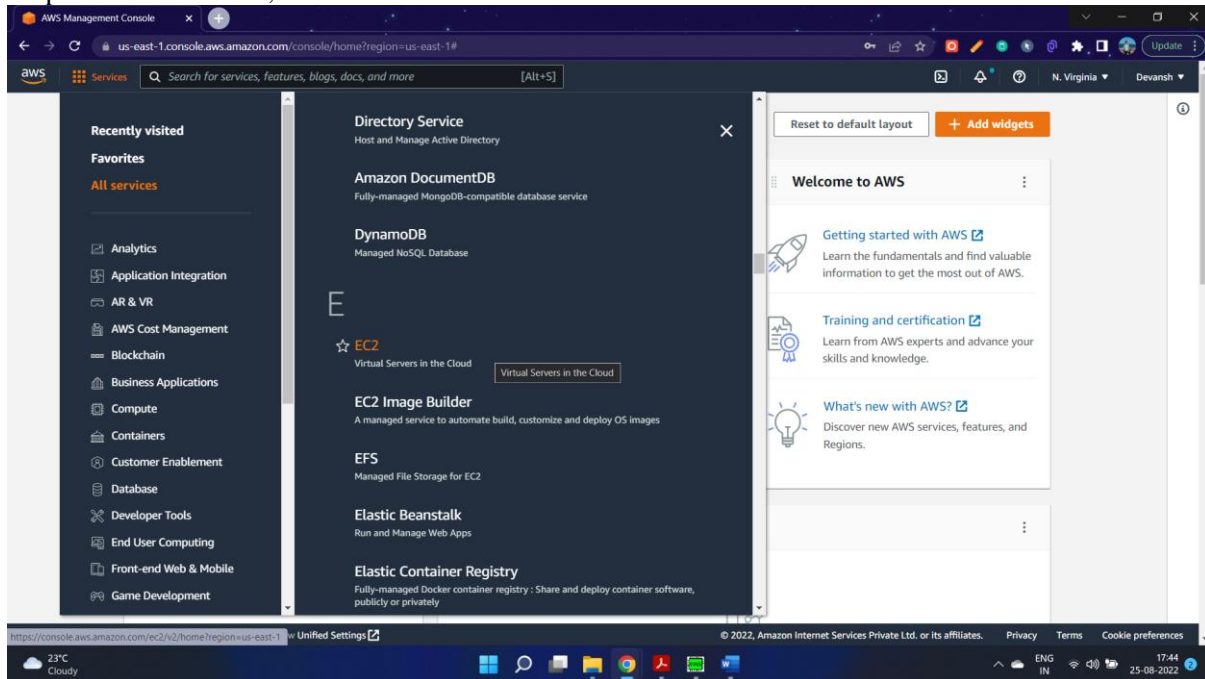 AWS Management Console
us-east-1.console.aws.amazon.com/console/home?region=us-east-1#
Update
aws
Services
Search for services, features, blogs, docs, and more
[Alt+S]
N. Virginia
Devansh
Recently visited
Favorites
All services
Analytics
Application Integration
AR & VR
AWS Cost Management
Blockchain
Business Applications
Compute
Containers
Customer Enablement
Database
Developer Tools
End User Computing
Front-end Web & Mobile
Game Development
Directory Service
Host and Manage Active Directory
Amazon DocumentDB
Fully-managed MongoDB-compatible database service
DynamoDB
Managed NoSQL Database
E
EC2
Virtual Servers in the Cloud
Virtual Servers in the Cloud
EC2 Image Builder
A managed service to automate build, customize and deploy OS images
EFS
Managed File Storage for EC2
Elastic Beanstalk
Run and Manage Web Apps
Elastic Container Registry
Fully-managed Docker container registry : Share and deploy container software,
publicly or privately
Reset to default layout
+ Add widgets
Welcome to AWS
Getting started with AWS
Learn the fundamentals and find valuable
information to get the most out of AWS.
Training and certification
Learn from AWS experts and advance your
skills and knowledge.
What's new with AWS?
Discover new AWS services, features, and
Regions.
https://console.aws.amazon.com/ec2/v2/home?region=us-east-1
w Unified Settings
© 2022, Amazon Internet Services Private Ltd. or its affiliates.
Privacy
Terms
Cookie preferences
23°C
Cloudy
ENG
IN
17:44
25-08-2022
2